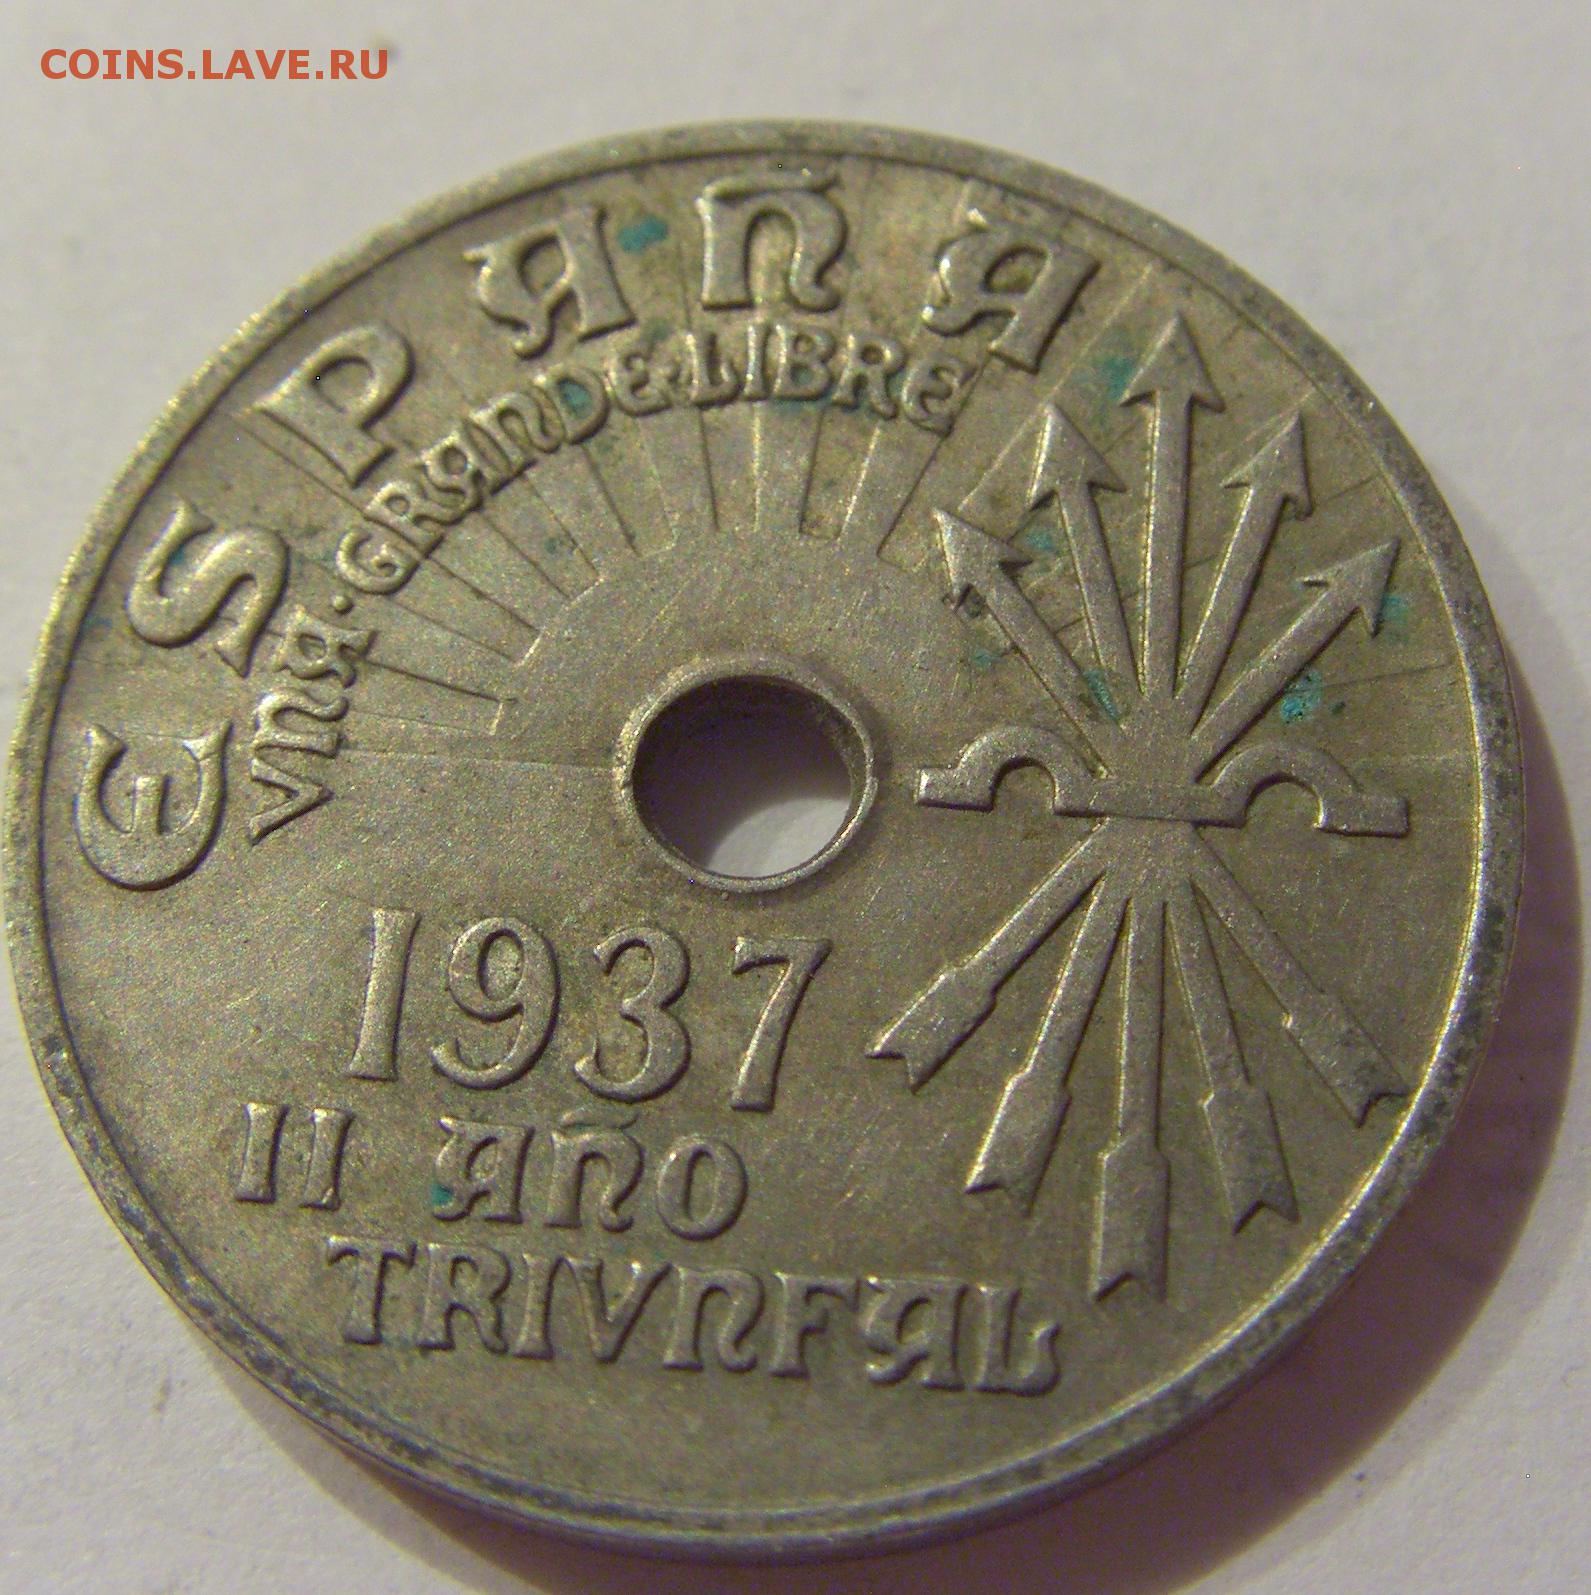 COINS.LAVE.RU
ESPAÑA
VNA·GRANDE·LIBRE
1937
II AÑO
TRIVNFAL